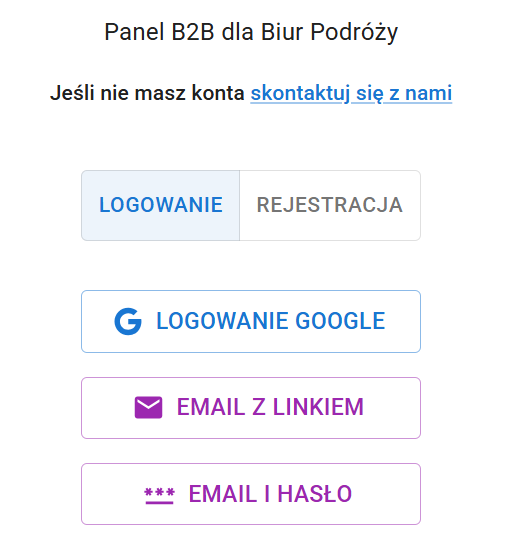 Panel B2B dla Biur Podróży
Jeśli nie masz konta skontaktuj się z nami
LOGOWANIE REJESTRACJA
LOGOWANIE GOOGLE
EMAIL Z LINKIEM
EMAIL I HASŁO